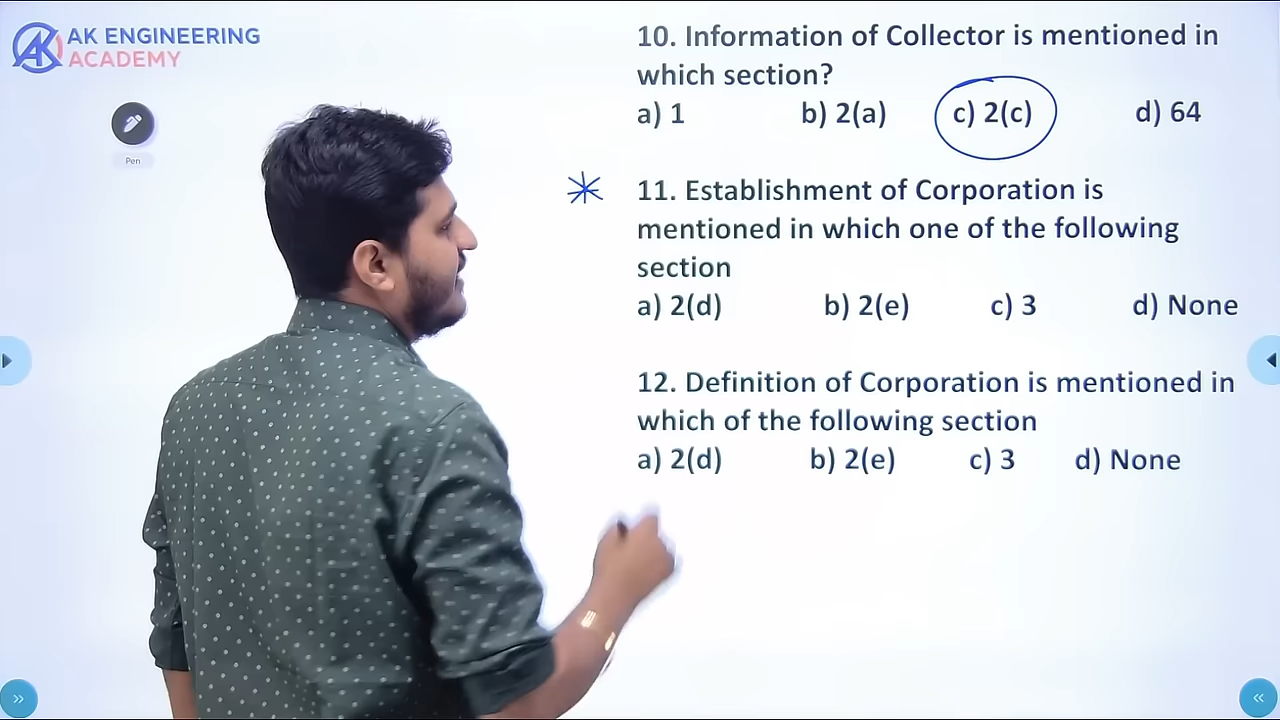 AK ENGINEERING
ACADEMY
Pen
10. Information of Collector is mentioned in
which section?
a) 1 b) 2(a) c) 2(c) d) 64
11. Establishment of Corporation is
mentioned in which one of the following
section
a) 2(d) b) 2(e) c) 3 d) None
12. Definition of Corporation is mentioned in
which of the following section
a) 2(d) b) 2(e) c) 3 d) None